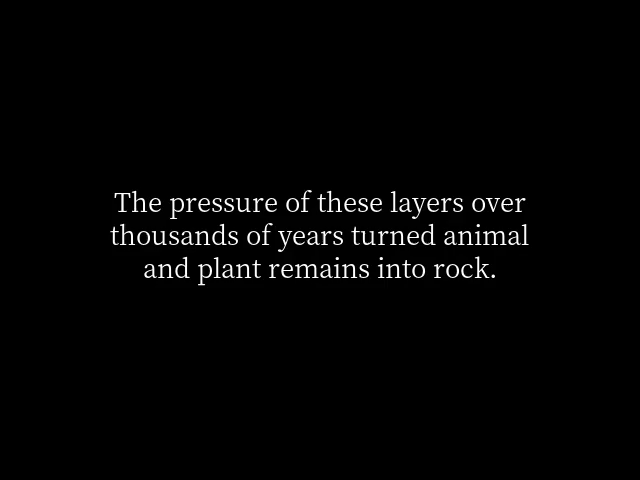 The pressure of these layers over
thousands of years turned animal
and plant remains into rock.